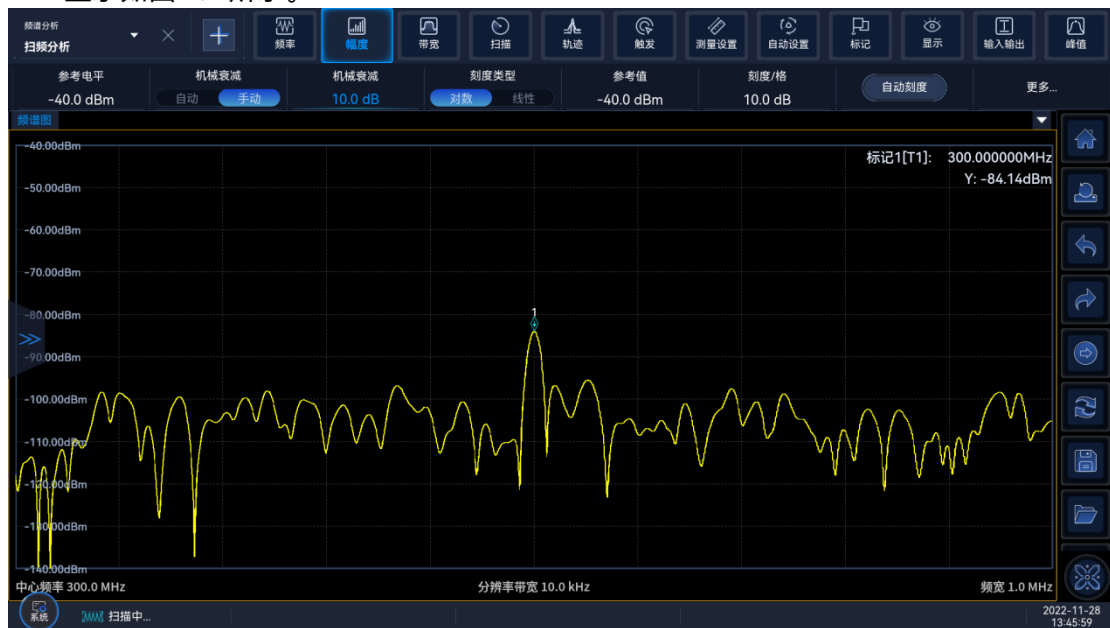 频谱分析
扫频分析
频率
幅度
带宽
扫描
轨迹
触发
测量设置
自动设置
标记
显示
输入输出
峰值
参考电平
-40.0 dBm
机械衰减
自动 手动
机械衰减
10.0 dB
刻度类型
对数 线性
参考值
-40.0 dBm
刻度/格
10.0 dB
自动刻度
更多...
频谱图
-40.00dBm
标记1[T1]: 300.000000MHz
Y: -84.14dBm
-50.00dBm
-60.00dBm
-70.00dBm
-80.00dBm
1
-90.00dBm
-100.00dBm
-110.00dBm
-120.00dBm
-130.00dBm
-140.00dBm
中心频率 300.0 MHz
分辨率带宽 10.0 kHz
频宽 1.0 MHz
系统
扫描中...
2022-11-28
13:45:59